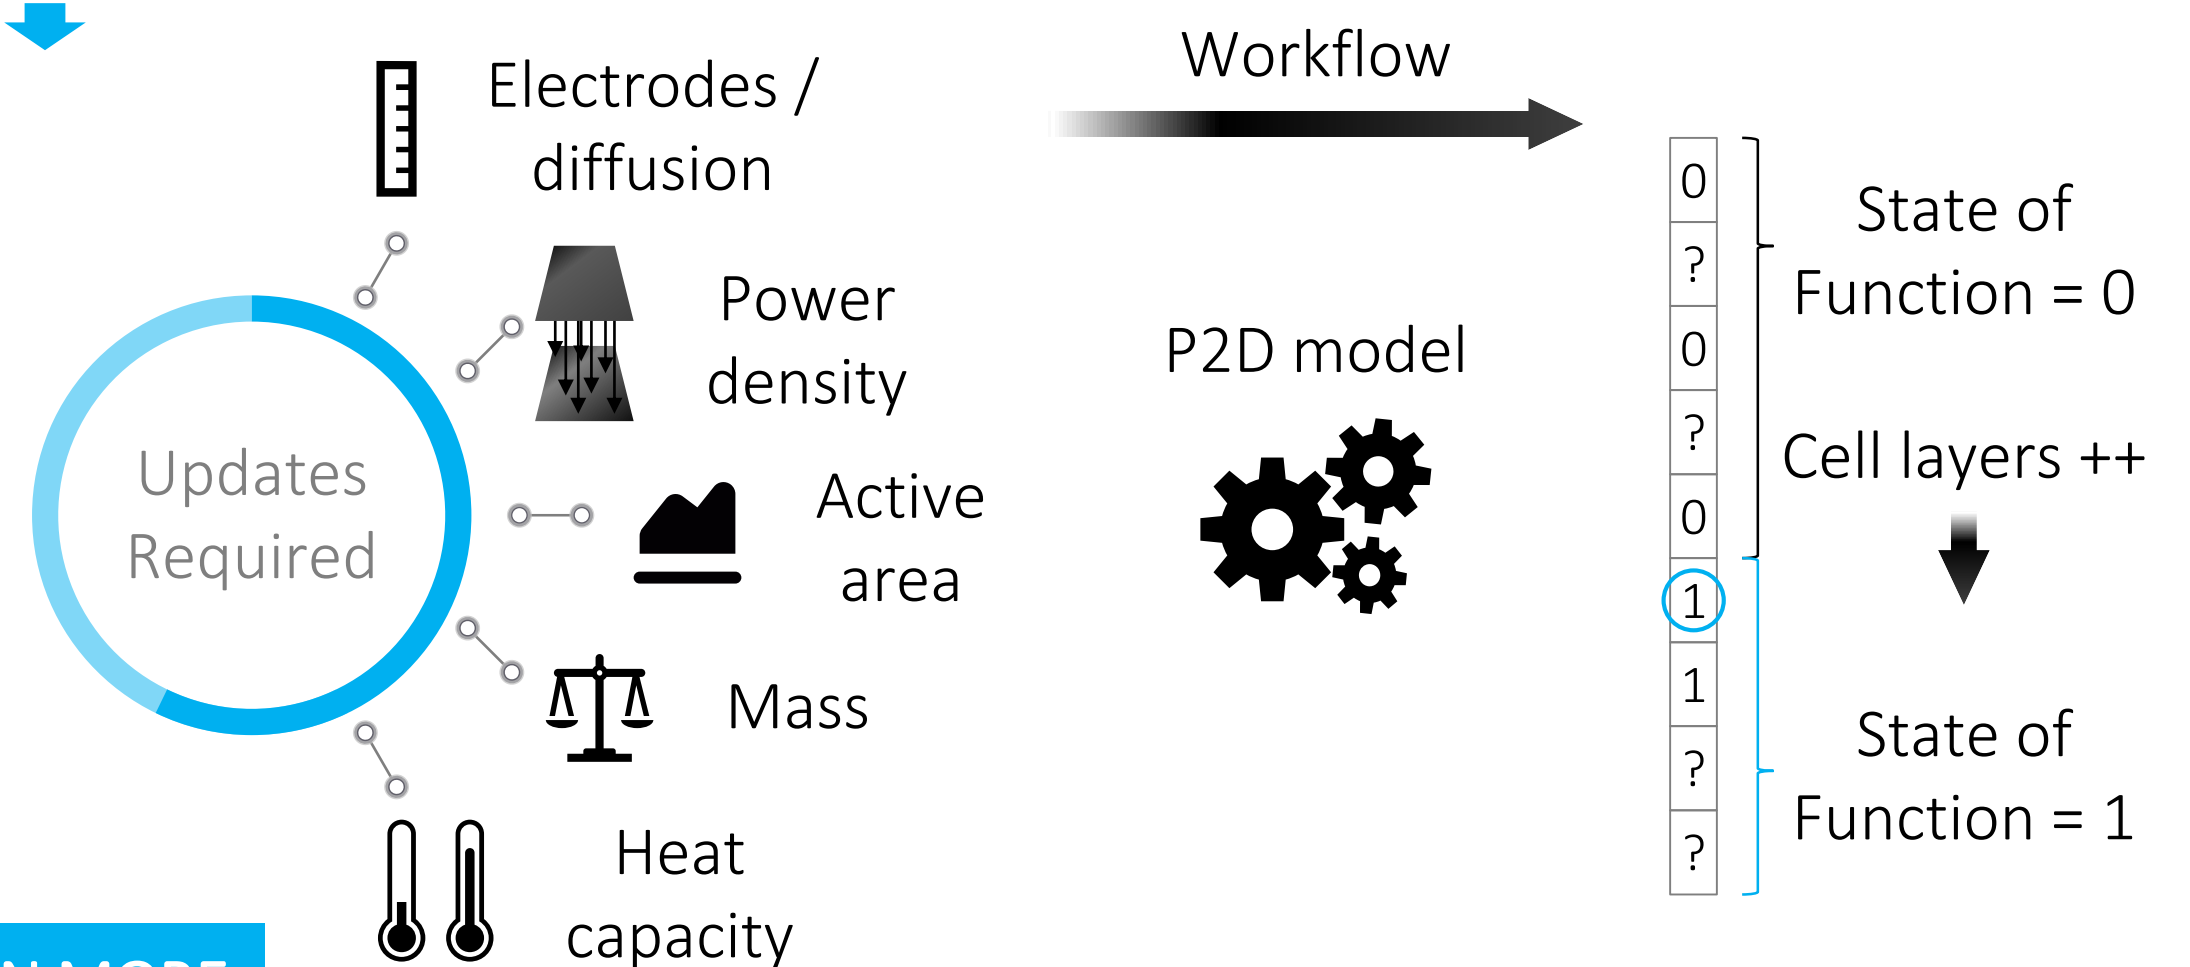 Electrodes /
diffusion
Power
density
Updates
Required
Active
area
Mass
Heat
capacity
Workflow
P2D model
0
?
0
?
0
1
1
?
?
State of
Function = 0
Cell layers ++
State of
Function = 1